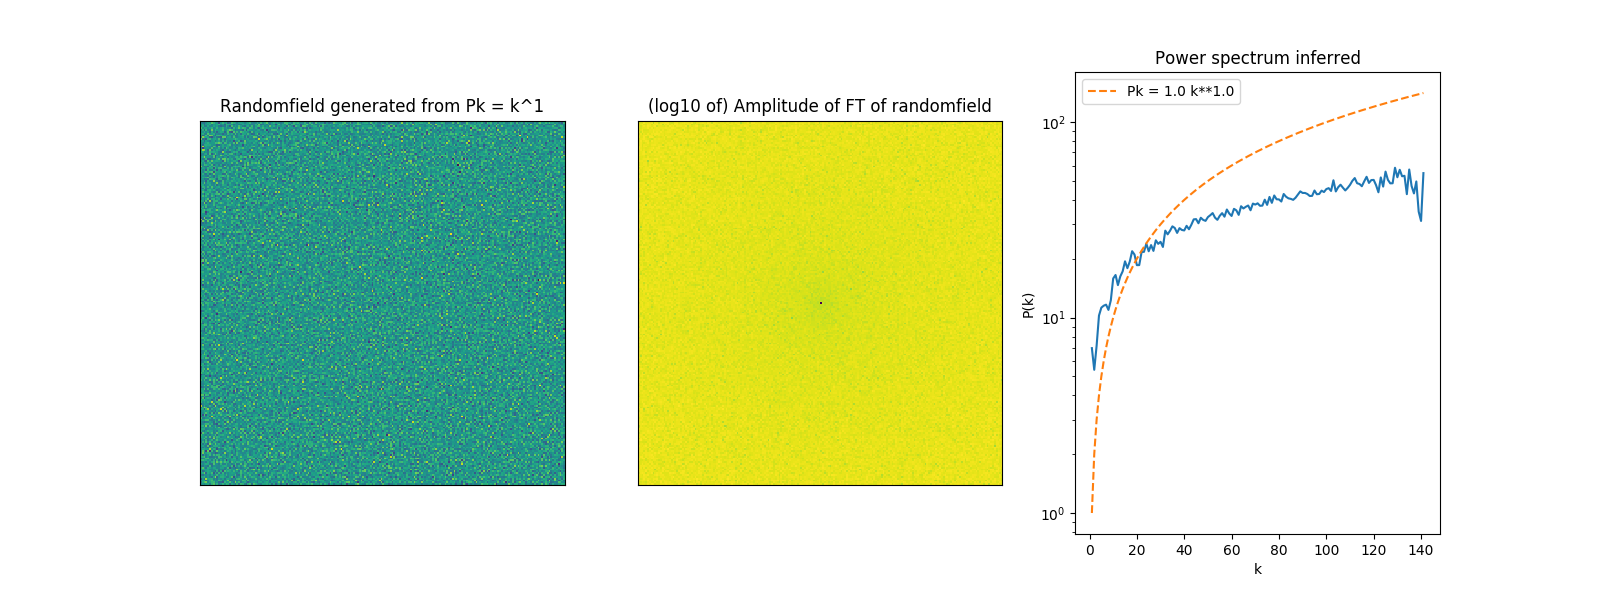 Randomfield generated from Pk = k^1
(log10 of) Amplitude of FT of randomfield
Power spectrum inferred
Pk = 1.0 k**1.0
P(k)
10^2
10^1
10^0
0 20 40 60 80 100 120 140
k